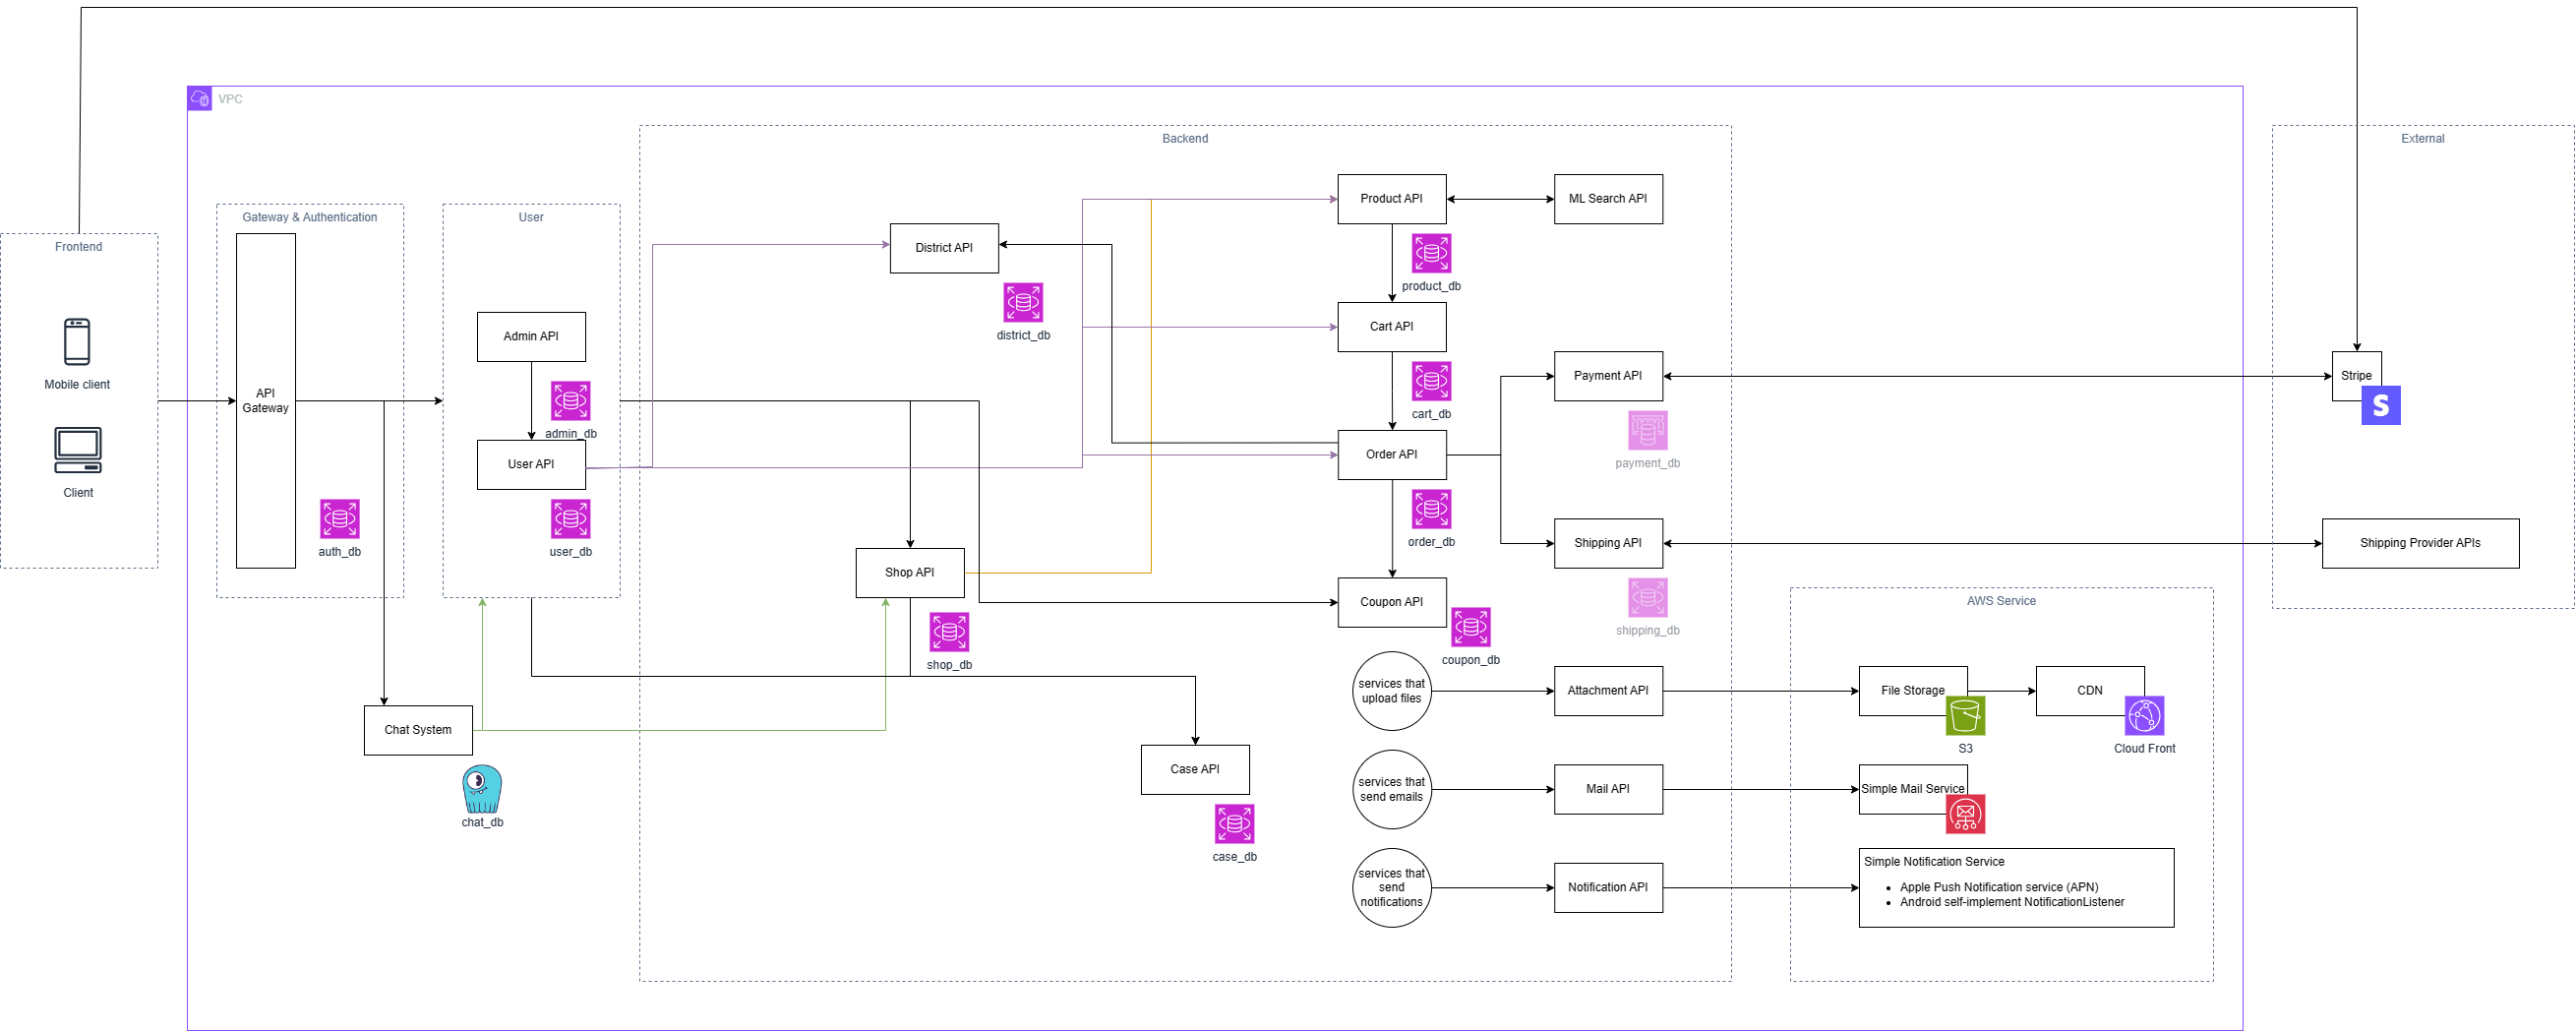 VPC
Backend
External
Gateway & Authentication
User
Frontend
Mobile client
Client
API
Gateway
auth_db
Admin API
admin_db
User API
user_db
Chat System
chat_db
District API
district_db
Shop API
shop_db
Case API
case_db
Product API
product_db
ML Search API
Cart API
cart_db
Order API
order_db
Payment API
payment_db
Shipping API
shipping_db
Coupon API
coupon_db
Stripe
S
Shipping Provider APIs
services that
upload files
Attachment API
services that
send emails
Mail API
services that
send
notifications
Notification API
AWS Service
File Storage
S3
CDN
Cloud Front
Simple Mail Service
Simple Notification Service
• Apple Push Notification service (APN)
• Android self-implement NotificationListener